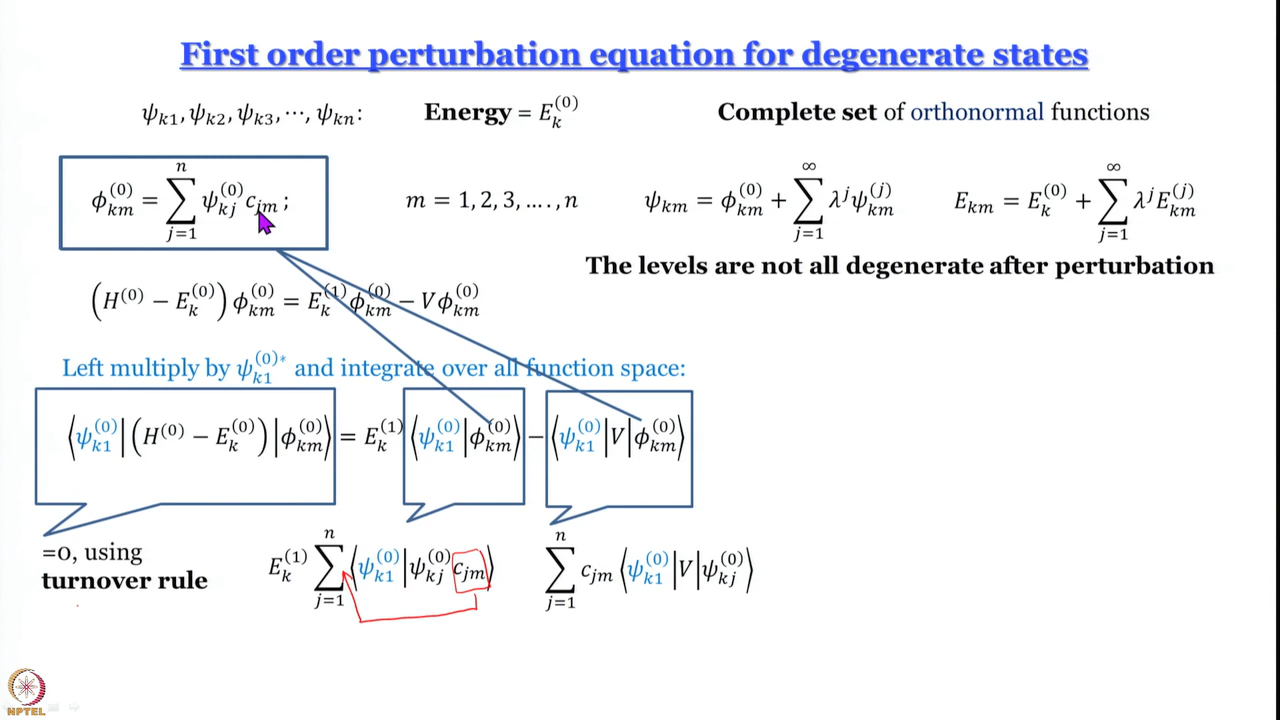 First order perturbation equation for degenerate states
ψ_{k1}, ψ_{k2}, ψ_{k3}, ⋯, ψ_{kn}: Energy = E_k^{(0)} Complete set of orthonormal functions
ϕ_{km}^{(0)} = ∑_{j=1}^{n} ψ_{kj}^{(0)} c_{jm} ; m = 1, 2, 3, …., n ψ_{km} = ϕ_{km}^{(0)} + ∑_{j=1}^{∞} λ^j ψ_{km}^{(j)} E_{km} = E_k^{(0)} + ∑_{j=1}^{∞} λ^j E_{km}^{(j)}
The levels are not all degenerate after perturbation
(H^{(0)} − E_k^{(0)}) ϕ_{km}^{(0)} = E_k^{(1)} ϕ_{km}^{(0)} − V ϕ_{km}^{(0)}
Left multiply by ψ_{k1}^{(0)*} and integrate over all function space:
⟨ψ_{k1}^{(0)}|(H^{(0)} − E_k^{(0)})|ϕ_{km}^{(0)}⟩ = E_k^{(1)} ⟨ψ_{k1}^{(0)}|ϕ_{km}^{(0)}⟩ − ⟨ψ_{k1}^{(0)}|V|ϕ_{km}^{(0)}⟩
=0, using
turnover rule
E_k^{(1)} ∑_{j=1}^{n} ⟨ψ_{k1}^{(0)}|ψ_{kj}^{(0)} c_{jm}⟩ ∑_{j=1}^{n} c_{jm} ⟨ψ_{k1}^{(0)}|V|ψ_{kj}^{(0)}⟩
NPTEL